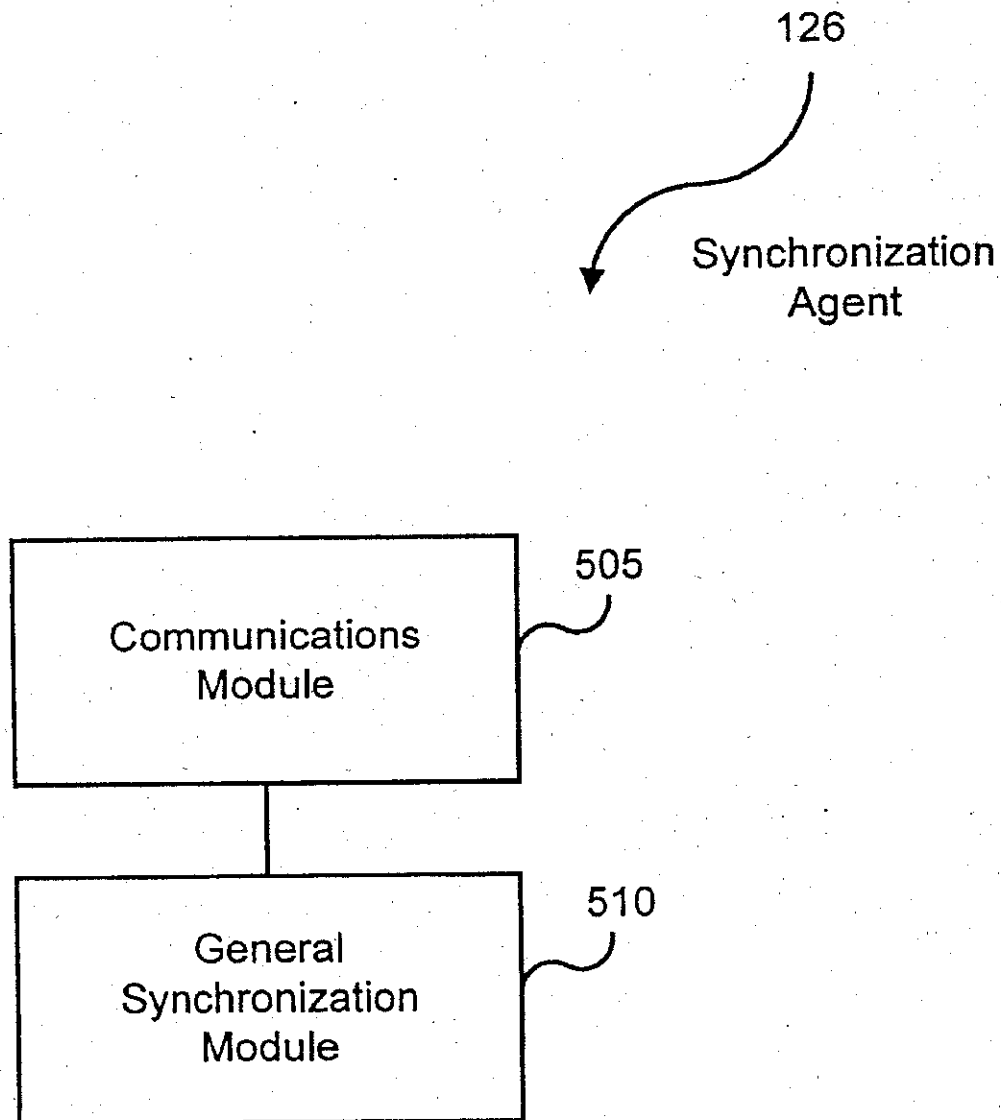 126
Synchronization
Agent
505
Communications
Module
510
General
Synchronization
Module